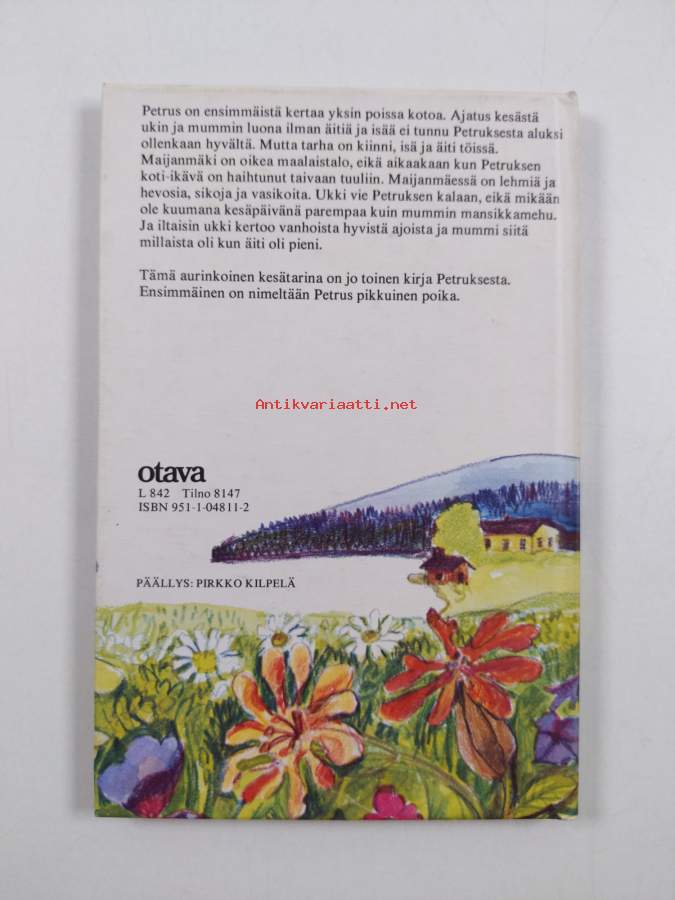 Petrus on ensimmäistä kertaa yksin poissa kotoa. Ajatus kesästä
ukin ja mummin luona ilman äitiä ja isää ei tunnu Petruksesta aluksi
ollenkaan hyvältä. Mutta tarha on kiinni, isä ja äiti töissä.
Maijanmäki on oikea maalaistalo, eikä aikaakaan kun Petruksen
koti-ikävä on haihtunut taivaan tuuliin. Maijanmäessä on lehmiä ja
hevosia, sikoja ja vasikoita. Ukki vie Petruksen kalaan, eikä mikään
ole kuumana kesäpäivänä parempaa kuin mummin mansikkamehu.
Ja iltaisin ukki kertoo vanhoista hyvistä ajoista ja mummi siitä
millaista oli kun äiti oli pieni.
Tämä aurinkoinen kesätarina on jo toinen kirja Petruksesta.
Ensimmäinen on nimeltään Petrus pikkuinen poika.
Antikvariaatti.net
otava
L 842 Tilno 8147
ISBN 951-1-04811-2
PÄÄLLYS: PIRKKO KILPELÄ